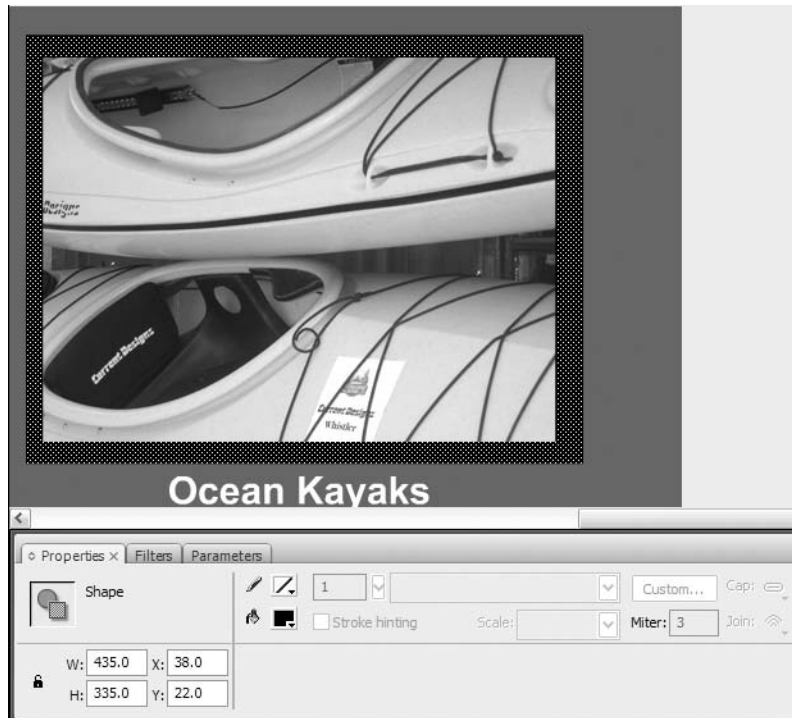 Current Designs
Current Designs
Whistler
Ocean Kayaks
Properties × Filters Parameters
Shape
1
Custom... Cap:
Stroke hinting Scale: Miter: 3 Join:
W: 435.0 X: 38.0
H: 335.0 Y: 22.0